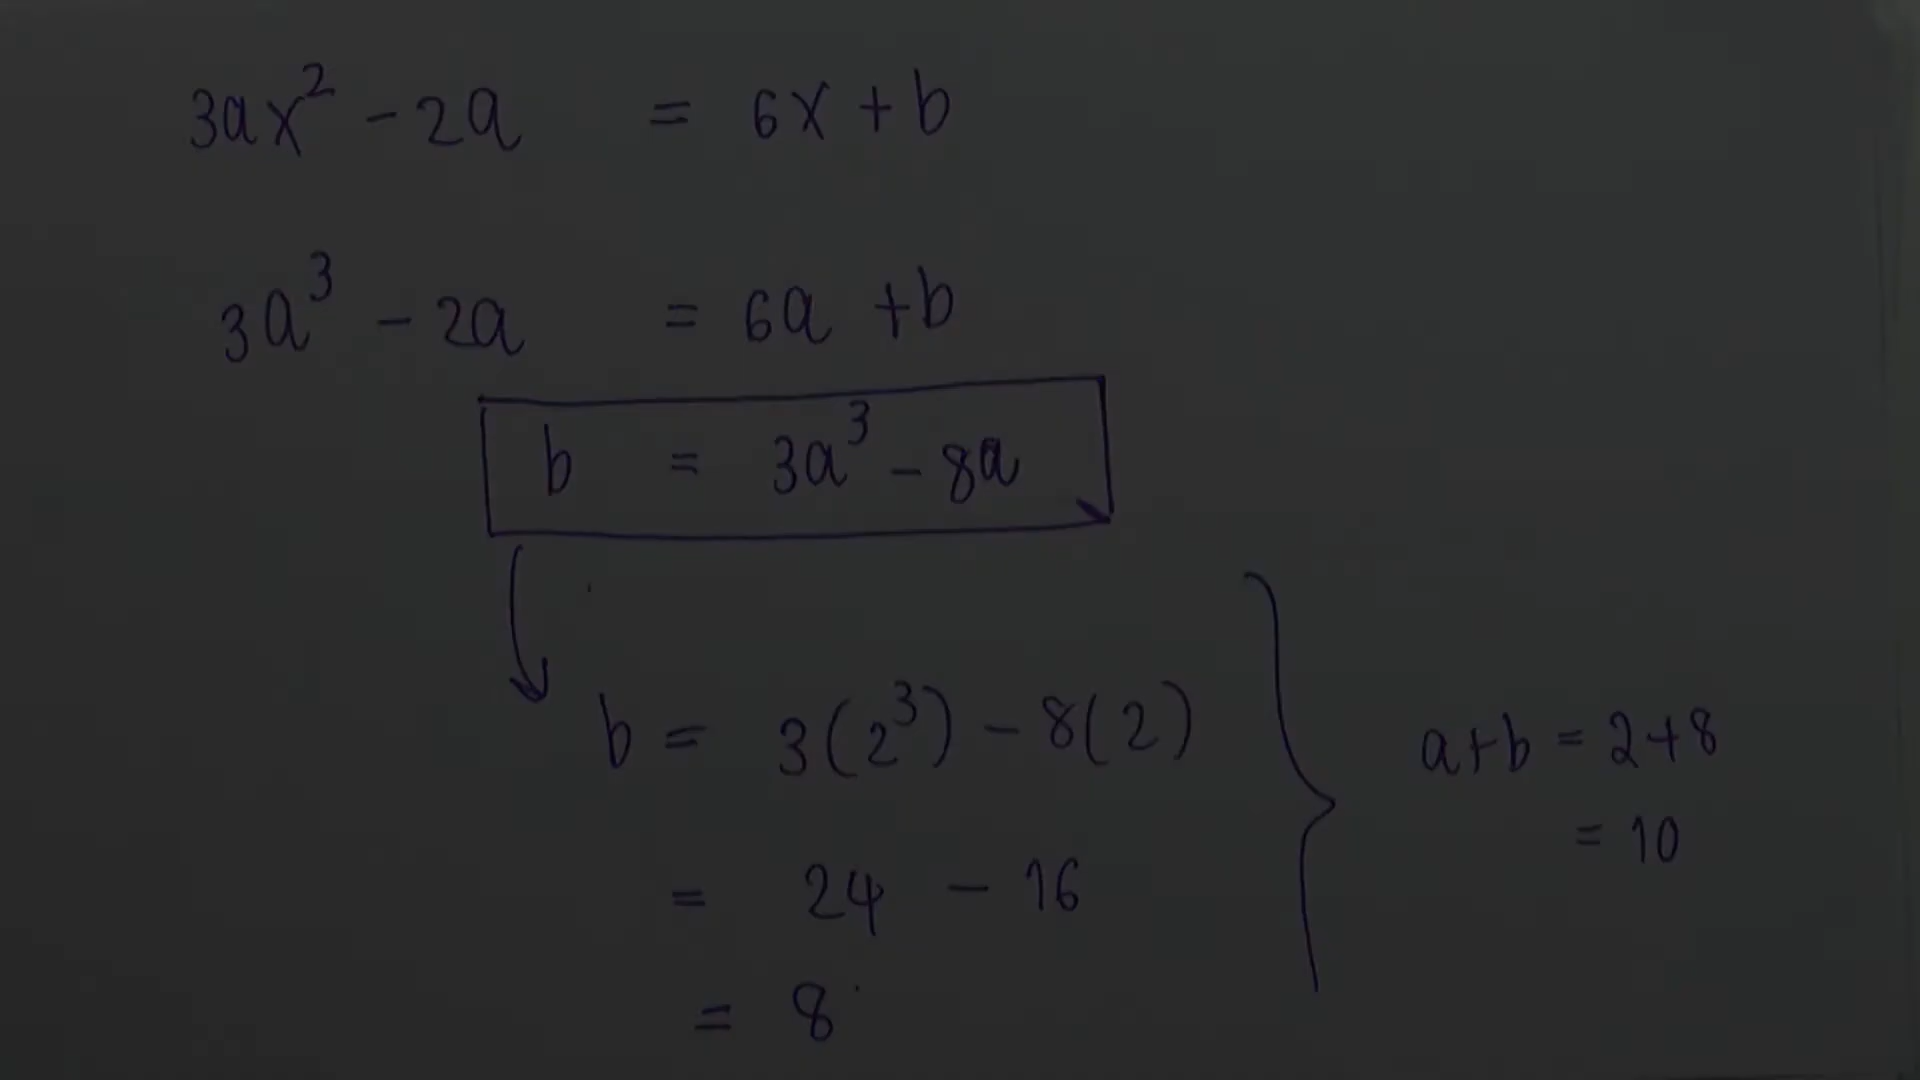 3ax² - 2a = 6x + b
3a³ - 2a = 6a + b
b = 3a³ - 8a
b = 3(2³) - 8(2)
= 24 - 16
= 8
a+b = 2+8
= 10